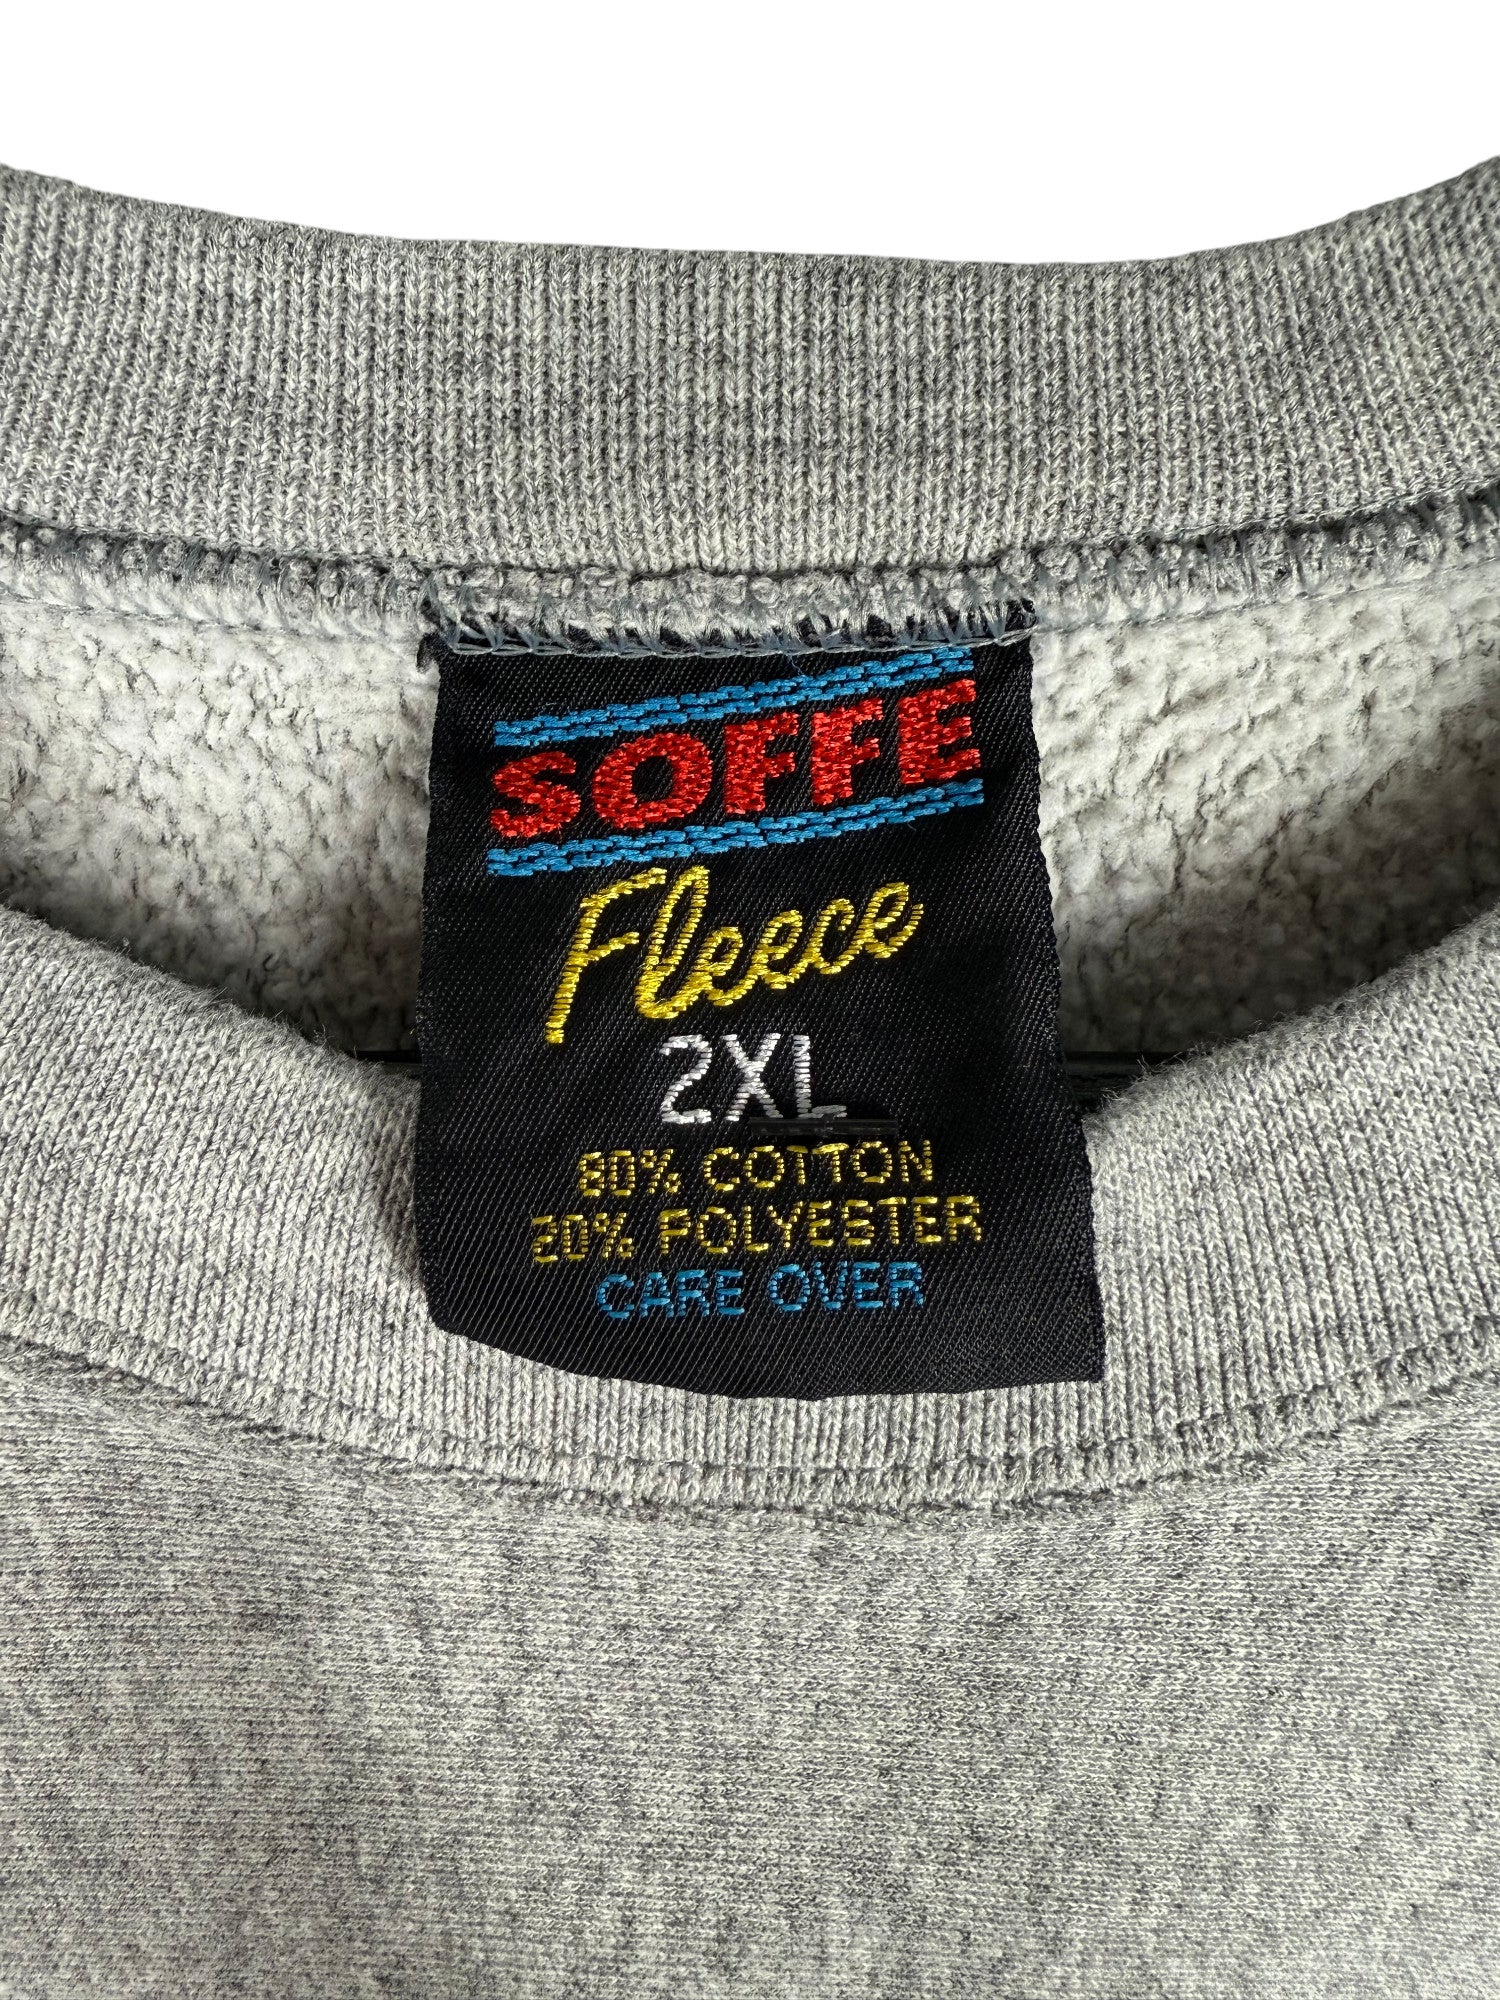 SOFFE
Fleece
2XL
80% COTTON
20% POLYESTER
CARE OVER